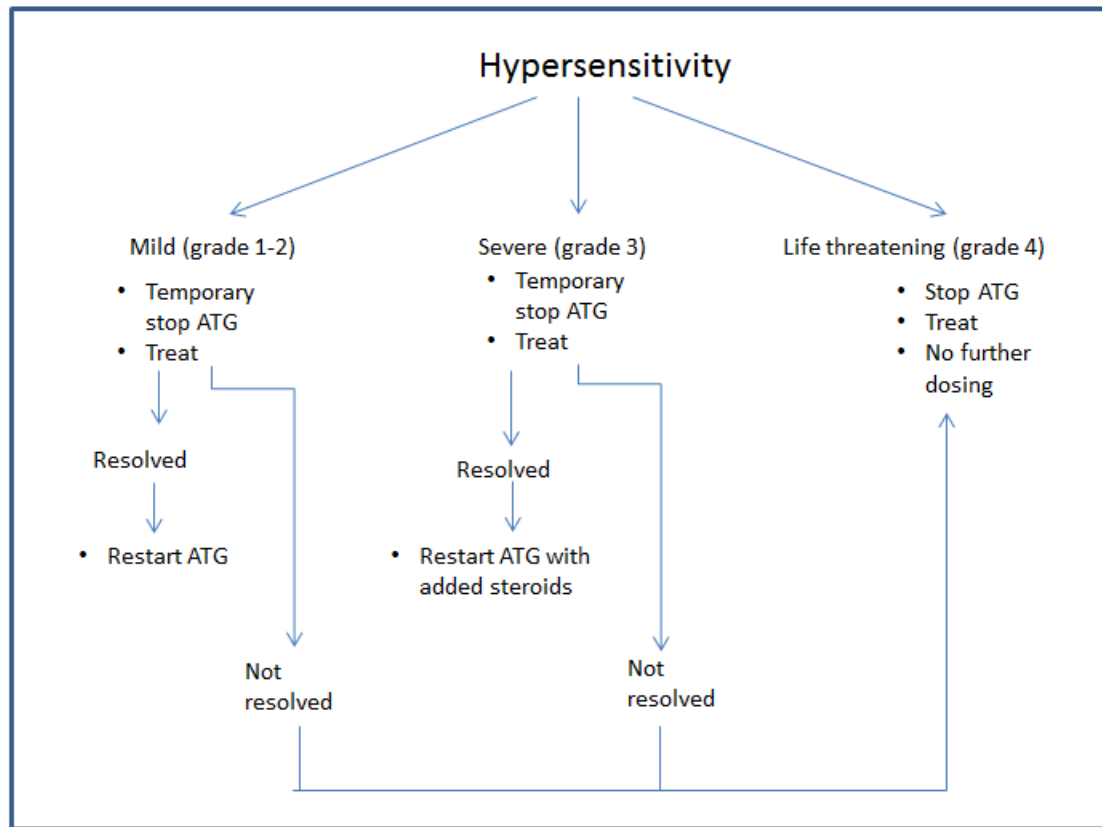 Hypersensitivity
Mild (grade 1-2)
• Temporary
stop ATG
• Treat
Resolved
• Restart ATG
Not
resolved
Severe (grade 3)
• Temporary
stop ATG
• Treat
Resolved
• Restart ATG with
added steroids
Not
resolved
Life threatening (grade 4)
• Stop ATG
• Treat
• No further
dosing